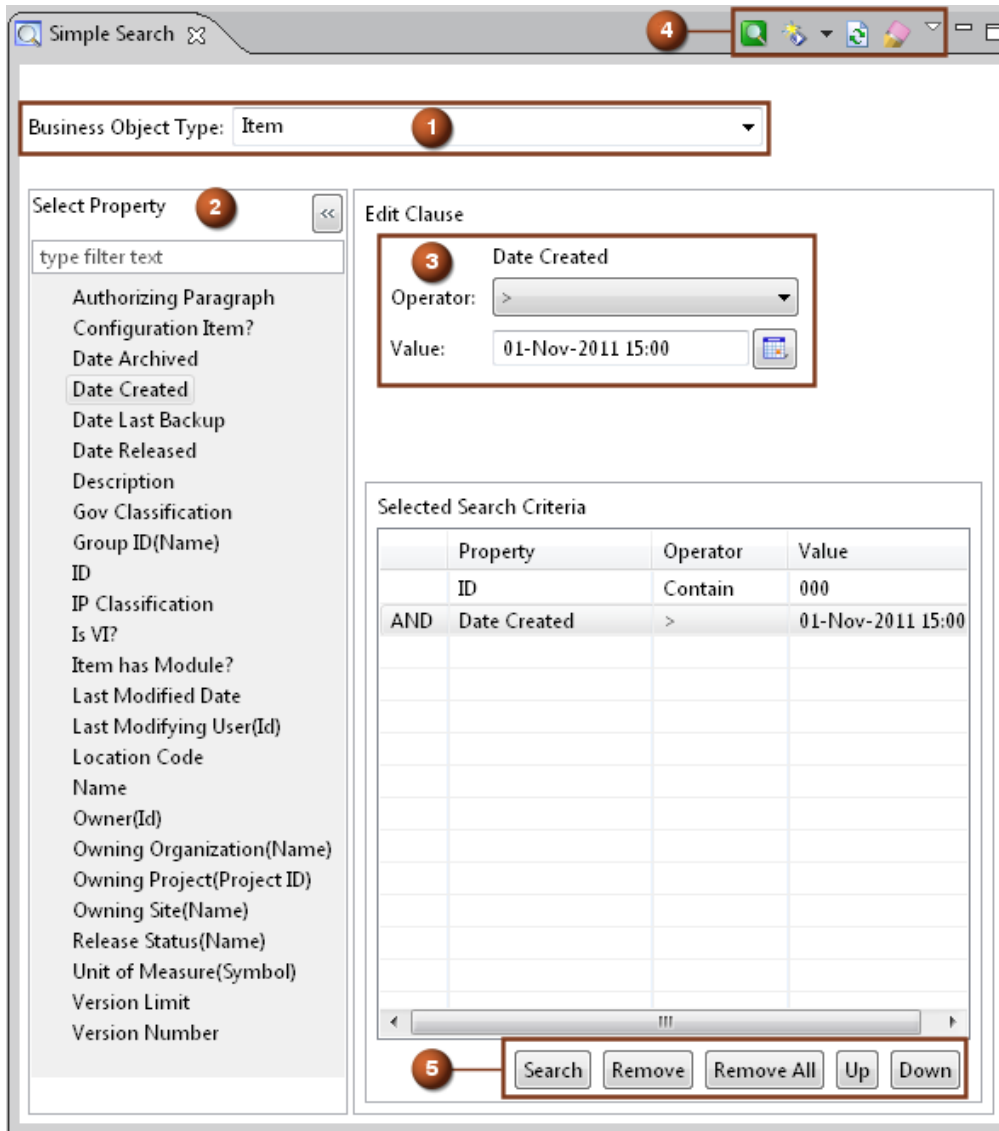 Simple Search
4
Business Object Type: Item 1
Select Property 2 <<
type filter text
Authorizing Paragraph
Configuration Item?
Date Archived
Date Created
Date Last Backup
Date Released
Description
Gov Classification
Group ID(Name)
ID
IP Classification
Is VI?
Item has Module?
Last Modified Date
Last Modifying User(Id)
Location Code
Name
Owner(Id)
Owning Organization(Name)
Owning Project(Project ID)
Owning Site(Name)
Release Status(Name)
Unit of Measure(Symbol)
Version Limit
Version Number
Edit Clause
3 Date Created
Operator: >
Value: 01-Nov-2011 15:00
Selected Search Criteria
Property Operator Value
ID Contain 000
AND Date Created > 01-Nov-2011 15:00
5 Search Remove Remove All Up Down